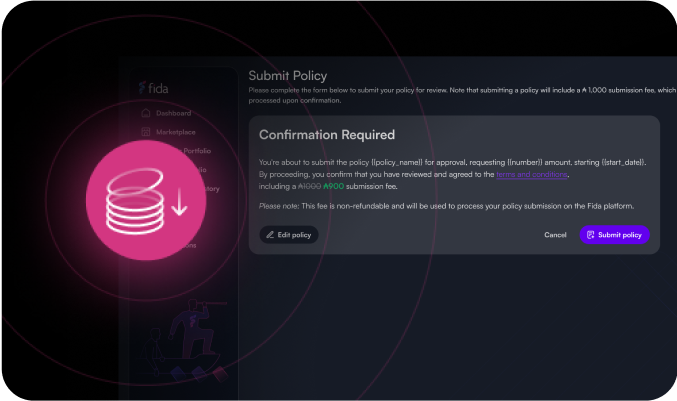 fida
Submit Policy
Please complete the form below to submit your policy for review. Note that submitting a policy will include a ₳ 1,000 submission fee, which
processed upon confirmation.
Dashboard
Marketplace
Portfolio
Confirmation Required
You're about to submit the policy {{policy_name}} for approval, requesting {{number}} amount, starting {{start_date}}.
By proceeding, you confirm that you have reviewed and agreed to the terms and conditions,
including a ₳1000 ₳900 submission fee.
Please note: This fee is non-refundable and will be used to process your policy submission on the Fida platform.
Edit policy
Cancel
Submit policy